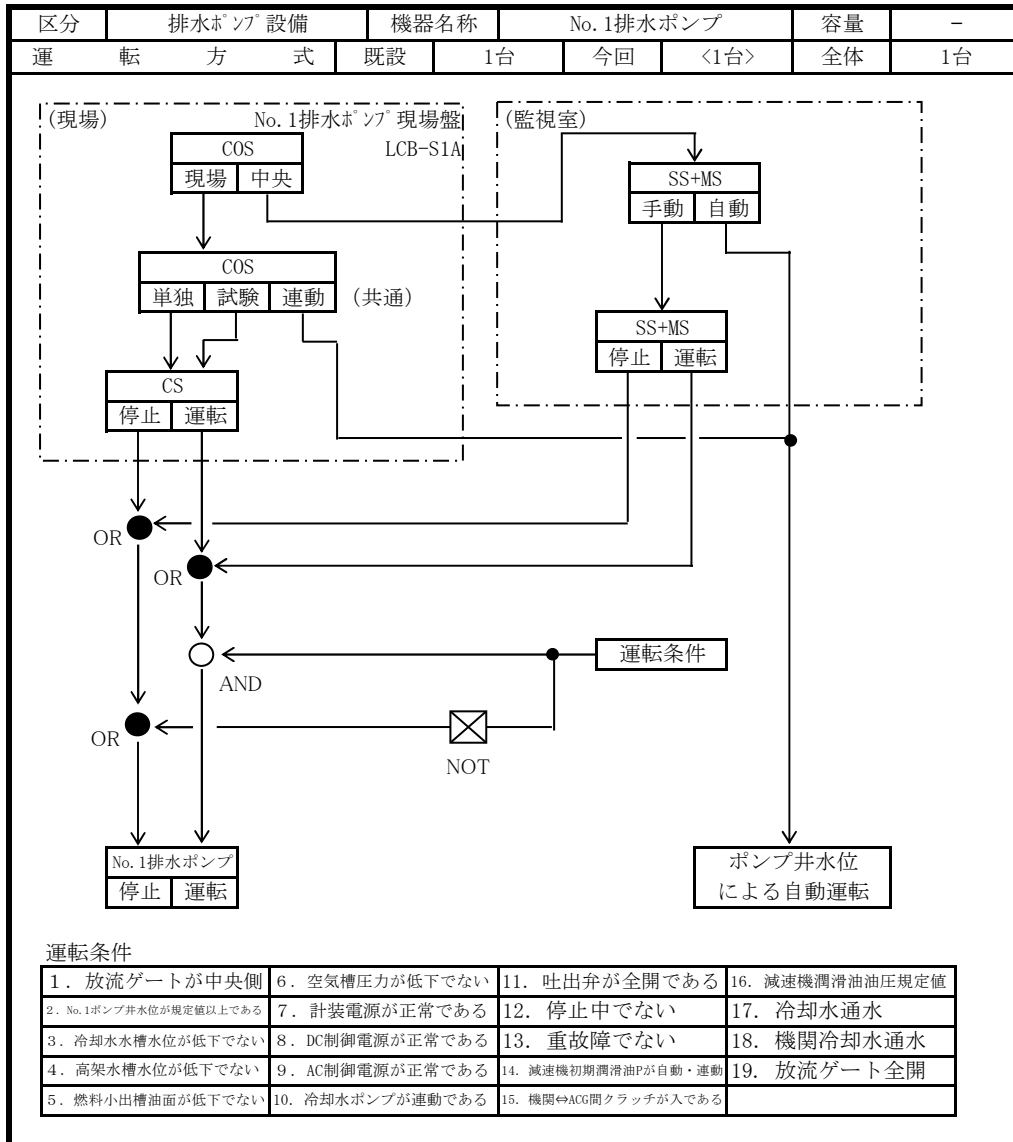 区分 排水ﾎﾟﾝﾌﾟ設備 機器名称 No.1排水ポンプ 容量 −
運転方式 既設 1台 今回 <1台> 全体 1台
(現場) No.1排水ﾎﾟﾝﾌﾟ現場盤
LCB-S1A
COS
現場 中央
COS
単独 試験 連動 (共通)
CS
停止 運転
(監視室)
SS+MS
手動 自動
SS+MS
停止 運転
OR
OR
運転条件
AND
OR
NOT
No.1排水ポンプ
停止 運転
ポンプ井水位
による自動運転
運転条件
1. 放流ゲートが中央側 6. 空気槽圧力が低下でない 11. 吐出弁が全開である 16. 減速機潤滑油油圧規定値
2. No.1ポンプ井水位が規定値以上である 7. 計装電源が正常である 12. 停止中でない 17. 冷却水通水
3. 冷却水水槽水位が低下でない 8. DC制御電源が正常である 13. 重故障でない 18. 機関冷却水通水
4. 高架水槽水位が低下でない 9. AC制御電源が正常である 14. 減速機初期潤滑油Pが自動・連動 19. 放流ゲート全開
5. 燃料小出槽油面が低下でない 10. 冷却水ポンプが連動である 15. 機関⇔ACG間クラッチが入である